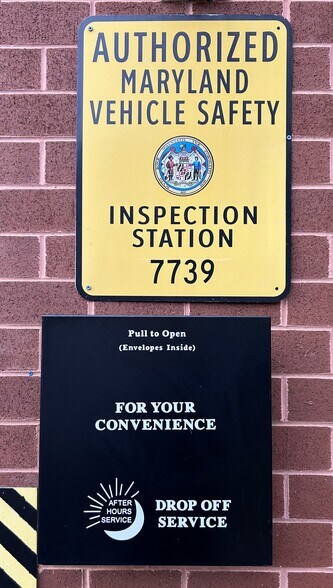 AUTHORIZED
MARYLAND
VEHICLE SAFETY
INSPECTION
STATION
7739
Pull to Open
(Envelopes Inside)
FOR YOUR
CONVENIENCE
AFTER
HOURS
SERVICE
DROP OFF
SERVICE